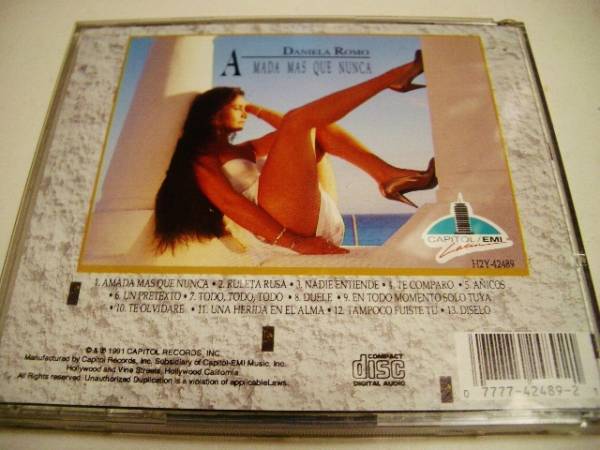 DANIELA ROMO
AMADA MAS QUE NUNCA
CAPITOL/EMI
Latin
H2Y-42489
1. AMADA MAS QUE NUNCA • 2. RULETA RUSA • 3. NADIE ENTIENDE • 4. TE COMPARO • 5. AÑICOS
• 6. UN PRETEXTO • 7. TODO, TODO, TODO • 8. DUELE • 9. EN TODO MOMENTO SOLO TUYA
• 10. TE OLVIDARE • 11. UNA HERIDA EN EL ALMA • 12. TAMPOCO FUISTE TÚ • 13. DISELO
© & ℗ 1991 CAPITOL RECORDS, INC.
Manufactured by Capitol Records, Inc. Subsidiary of Capitol-EMI Music, Inc.
Hollywood and Vine Streets, Hollywood California
All Rights reserved. Unauthorized Duplication is a violation of applicableLaws.
COMPACT
disc
DIGITAL AUDIO
0 7777-42489-2